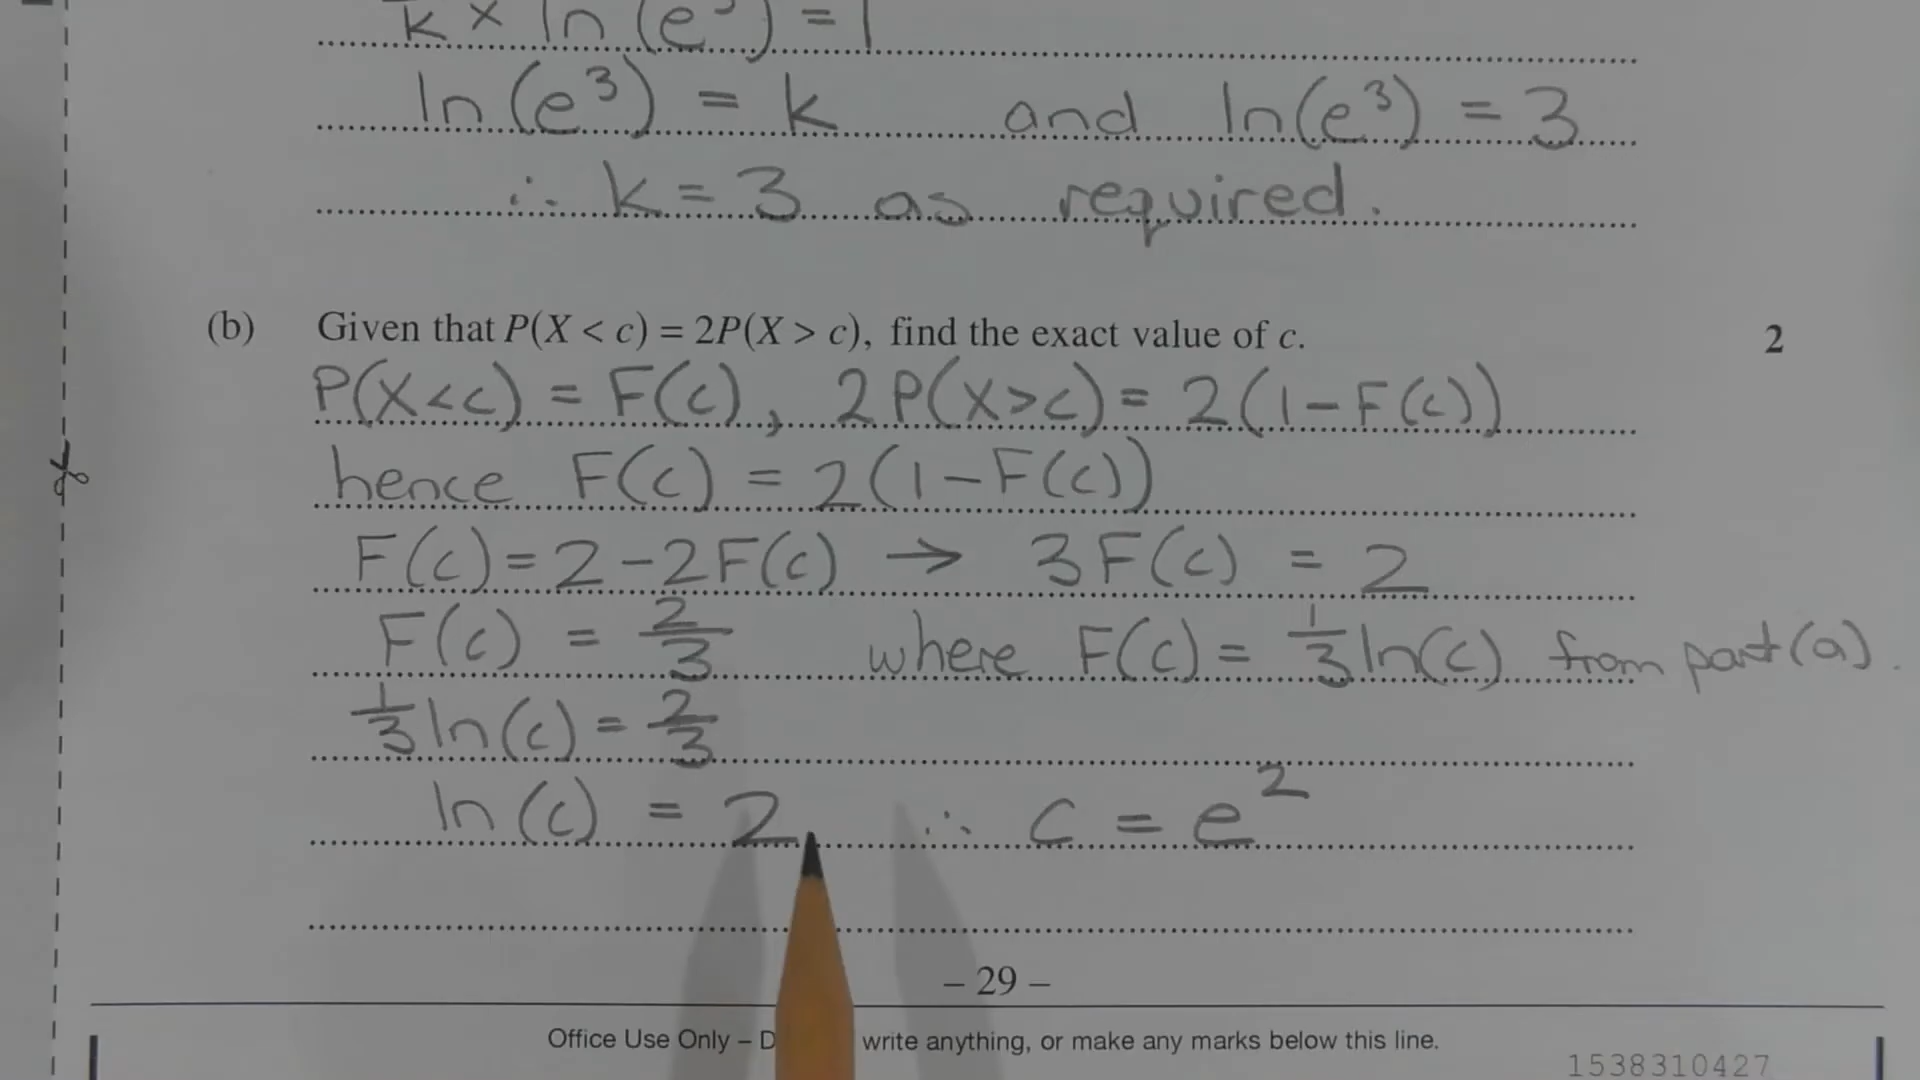 1/k × ln(e³) = 1
ln(e³) = k and ln(e³) = 3
∴ k = 3 as required.
(b) Given that P(X < c) = 2P(X > c), find the exact value of c. 2
P(X<c) = F(c), 2P(X>c) = 2(1-F(c))
hence F(c) = 2(1-F(c))
F(c) = 2-2F(c) → 3F(c) = 2
F(c) = 2/3 where F(c) = 1/3 ln(c) from part (a).
1/3 ln(c) = 2/3
ln(c) = 2 ∴ c = e²
– 29 –
Office Use Only – D write anything, or make any marks below this line.
1538310427